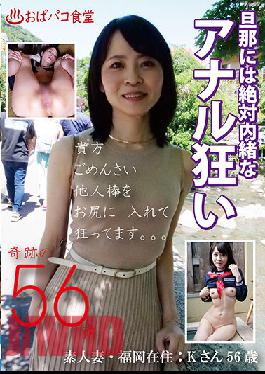 ♨おばパコ食堂
旦那には絶対内緒な
アナル狂い
貴方
ごめんさい
他人棒を
お尻に入れて
狂ってます。。。
奇跡の
56
素人妻・福岡在住:Kさん56歳